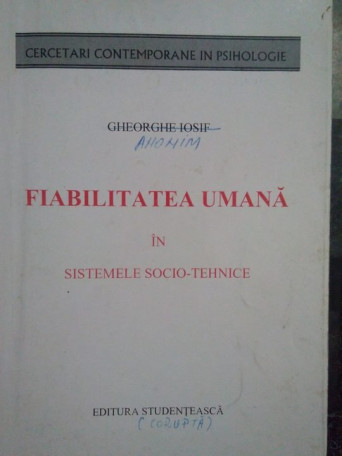 CERCETARI CONTEMPORANE IN PSIHOLOGIE
GHEORGHE IOSIF
ANONIM
FIABILITATEA UMANĂ
ÎN
SISTEMELE SOCIO-TEHNICE
EDITURA STUDENȚEASCĂ
(CORUPTĂ)